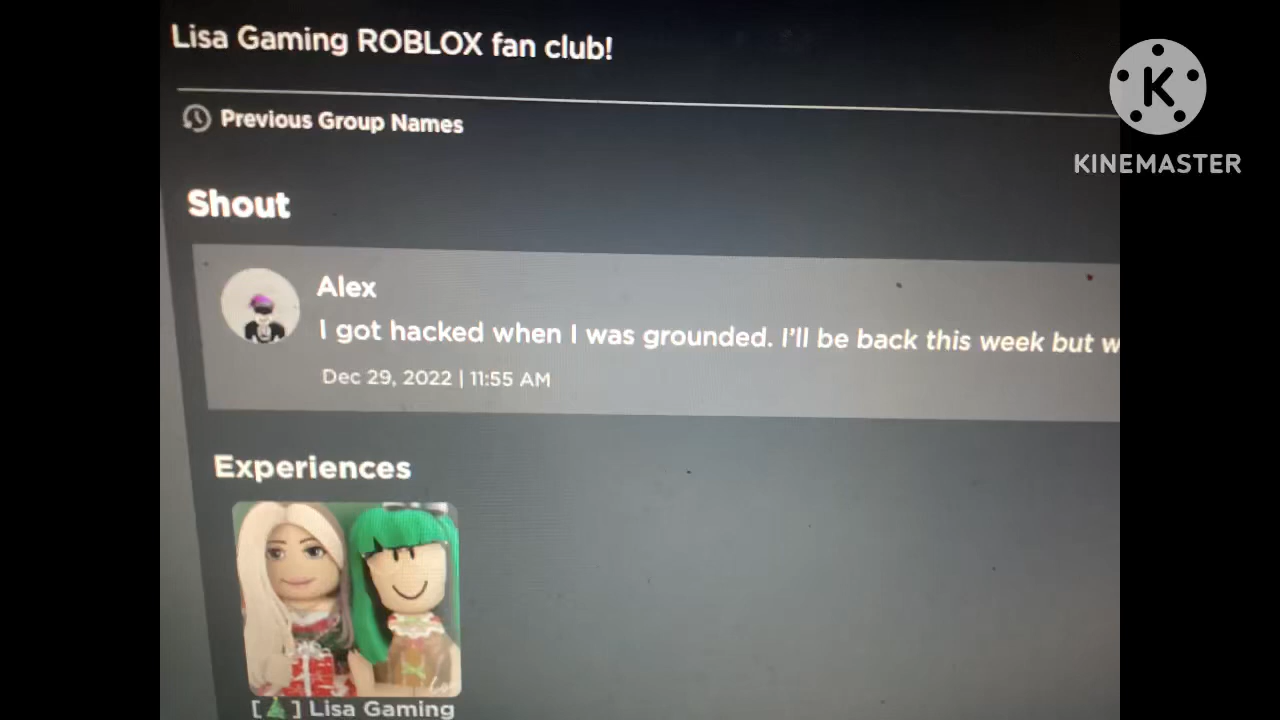 Lisa Gaming ROBLOX fan club!
K
KINEMASTER
Previous Group Names
Shout
Alex
I got hacked when I was grounded. I’ll be back this week but w
Dec 29, 2022 | 11:55 AM
Experiences
[🎄] Lisa Gaming